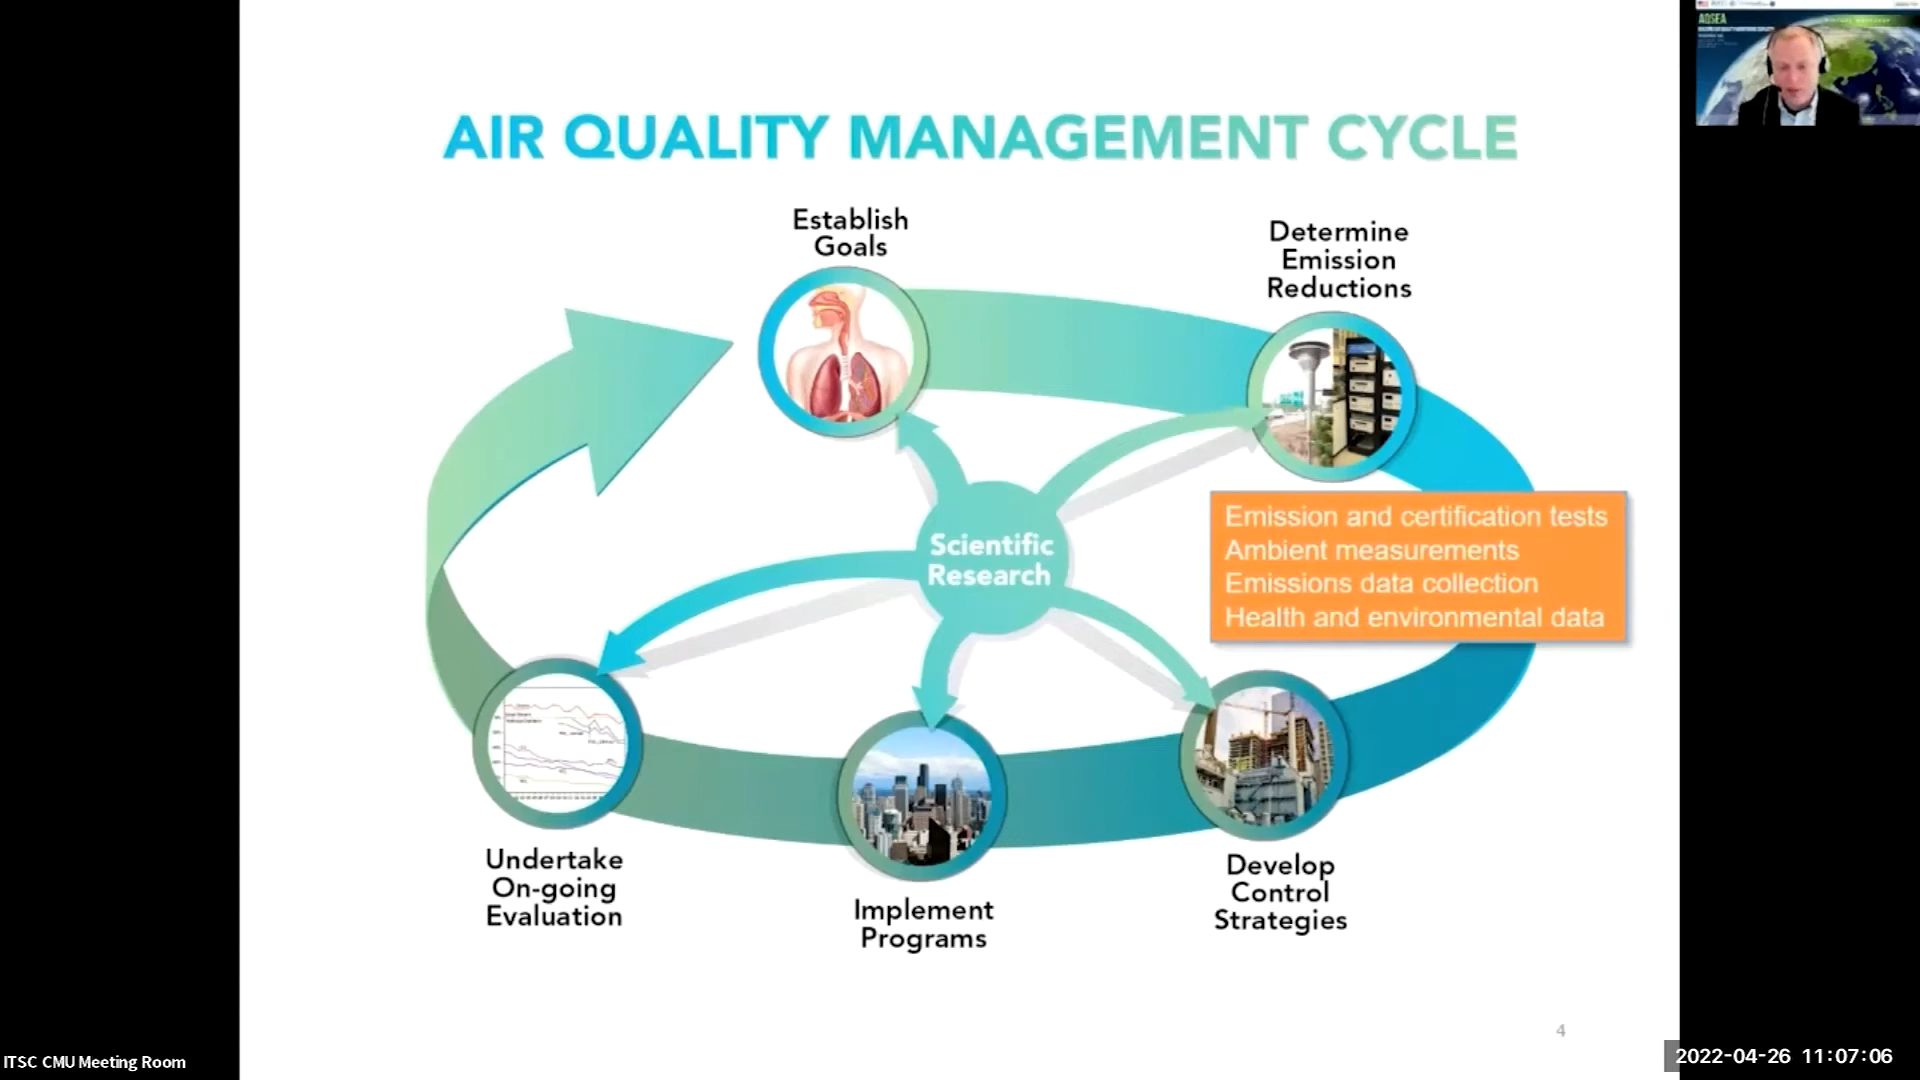 AQSEA
AIR QUALITY MANAGEMENT CYCLE
Establish
Goals
Determine
Emission
Reductions
Scientific
Research
Emission and certification tests
Ambient measurements
Emissions data collection
Health and environmental data
Undertake
On-going
Evaluation
Implement
Programs
Develop
Control
Strategies
4
ITSC CMU Meeting Room
2022-04-26 11:07:06